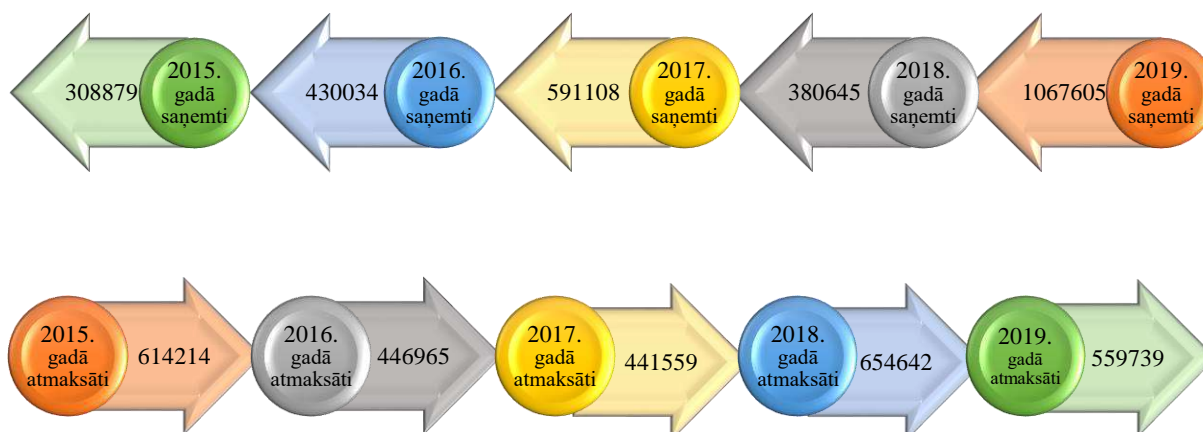 308879
2015.
gadā
saņemti
430034
2016.
gadā
saņemti
591108
2017.
gadā
saņemti
380645
2018.
gadā
saņemti
1067605
2019.
gadā
saņemti
2015.
gadā
atmaksāti
614214
2016.
gadā
atmaksāti
446965
2017.
gadā
atmaksāti
441559
2018.
gadā
atmaksāti
654642
2019.
gadā
atmaksāti
559739